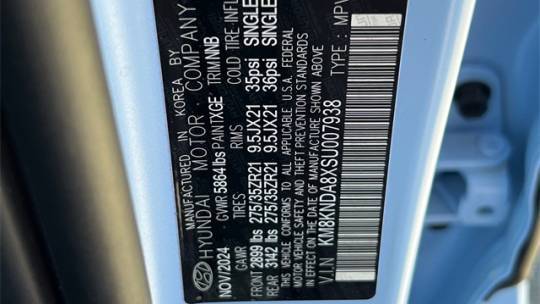 MANUFACTURED IN KOREA BY
HYUNDAI MOTOR COMPANY
NOV/2024 GVWR 5864 lbs PAINT XGE TRIM NNB
GAWR TIRES RIMS COLD TIRE INFL
FRONT 2899 lbs 275/35ZR21 9.5JX21 35psi SINGLE
REAR 3142 lbs 275/35ZR21 9.5JX21 36psi SINGLE
THIS VEHICLE CONFORMS TO ALL APPLICABLE U.S.A. FEDERAL
MOTOR VEHICLE SAFETY AND THEFT PREVENTION STANDARDS
IN EFFECT ON THE DATE OF MANUFACTURE SHOWN ABOVE
V.I.N : KM8KNDA8XSU007938 TYPE : MPV